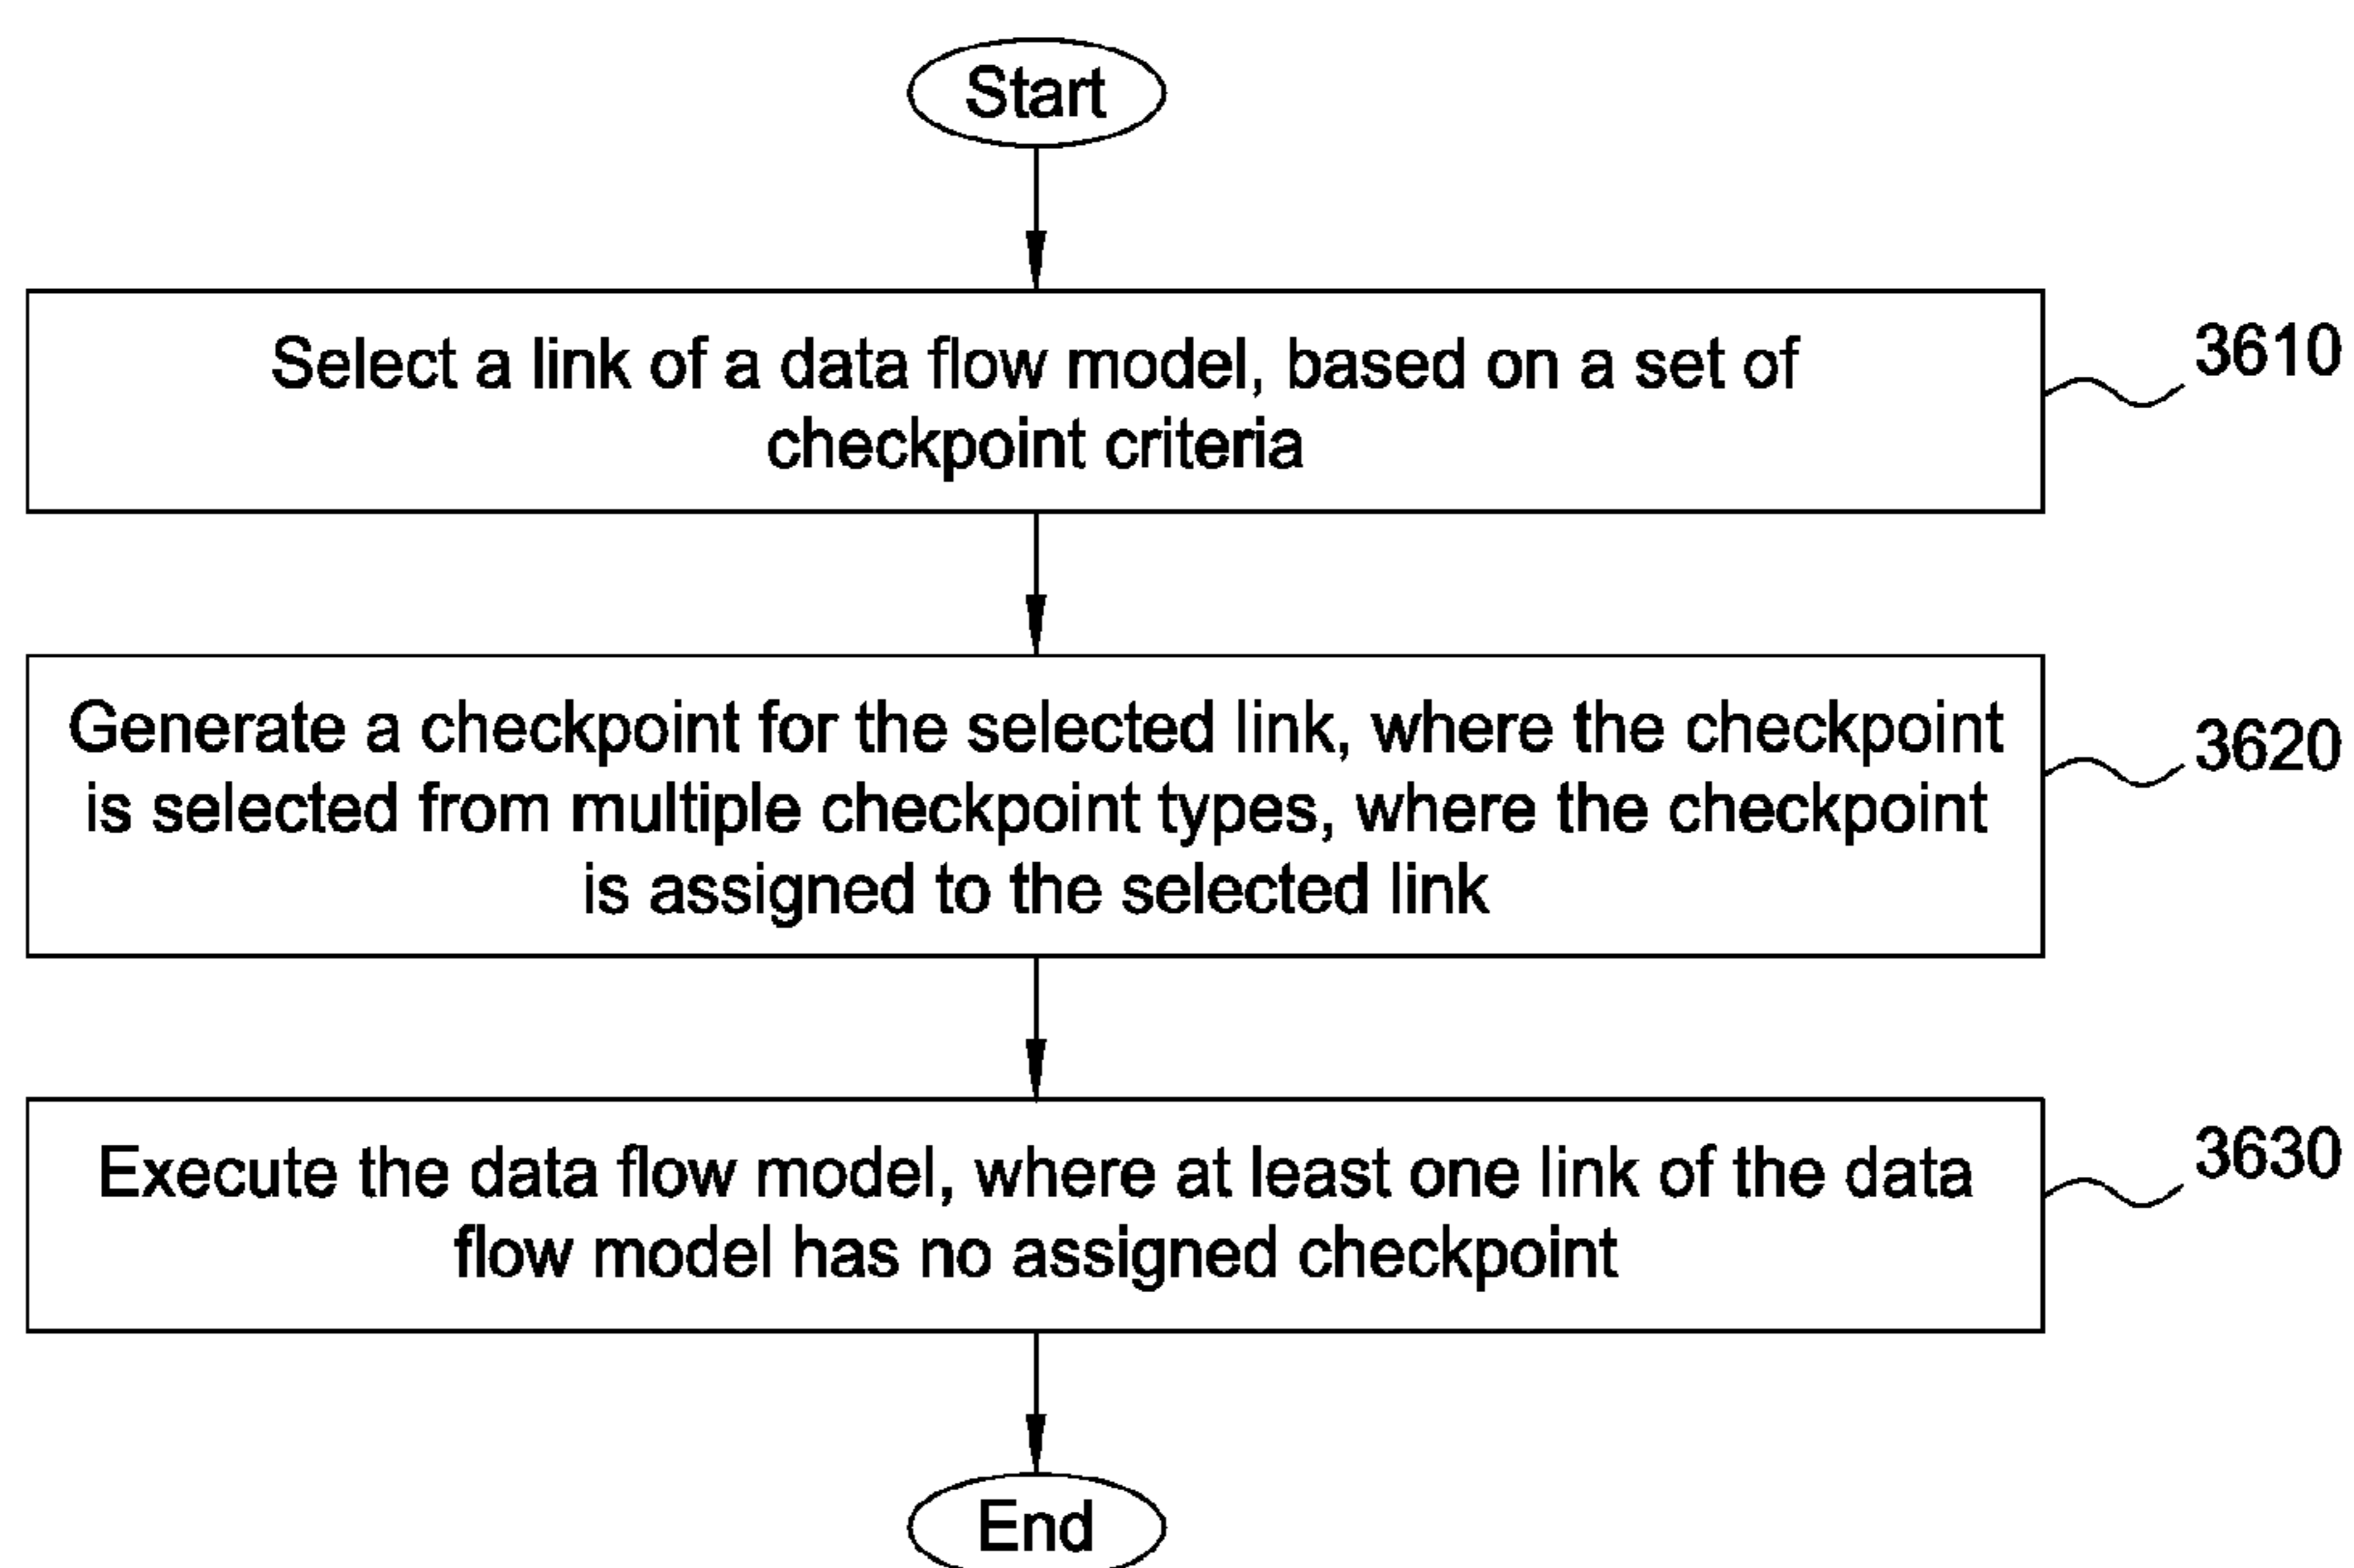 Start
Select a link of a data flow model, based on a set of
checkpoint criteria
3610
Generate a checkpoint for the selected link, where the checkpoint
is selected from multiple checkpoint types, where the checkpoint
is assigned to the selected link
3620
Execute the data flow model, where at least one link of the data
flow model has no assigned checkpoint
3630
End